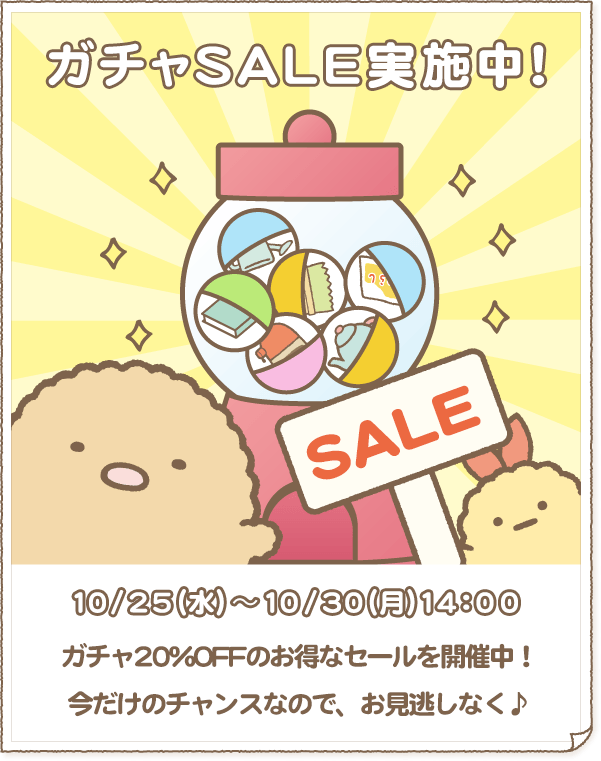 ガチャSALE実施中!
??
SALE
10/25(水)〜10/30(月)14:00
ガチャ20%OFFのお得なセールを開催中！
今だけのチャンスなので、お見逃しなく♪